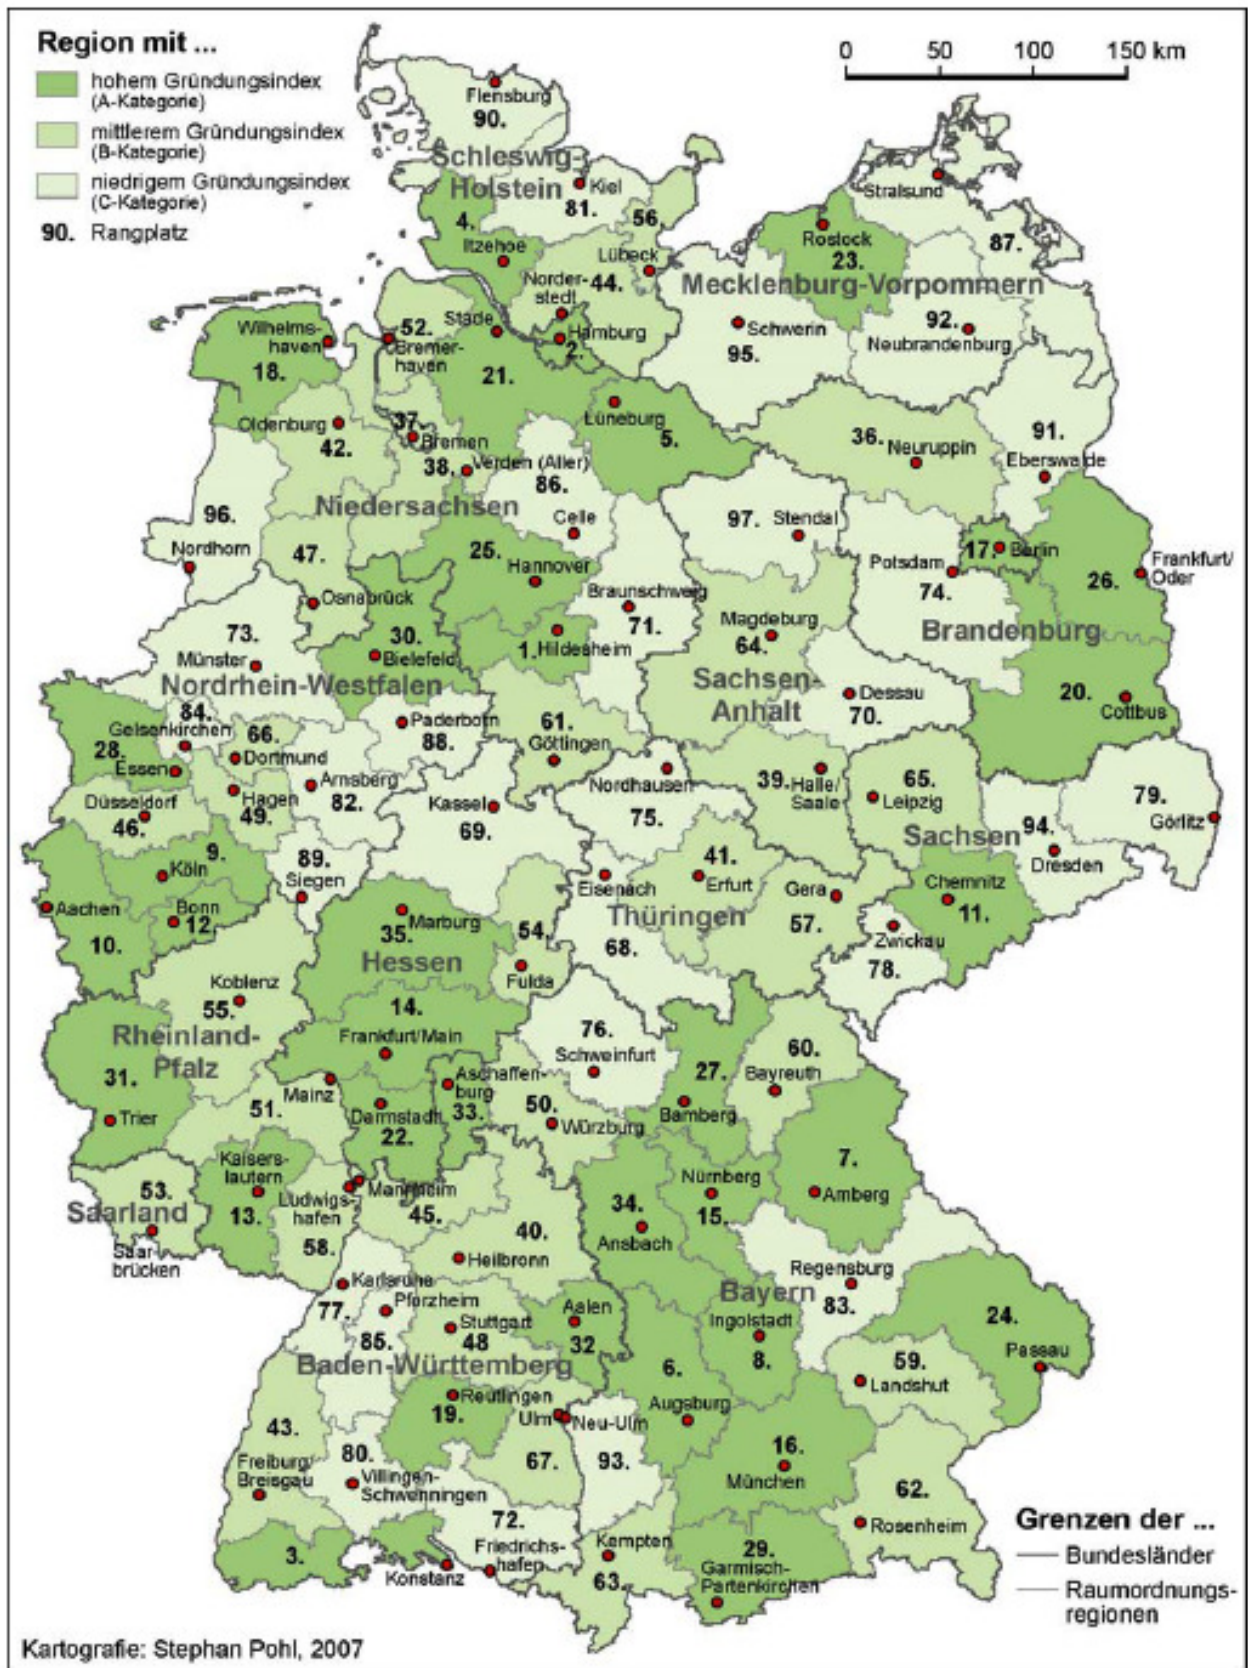 Region mit ...
hohem Gründungsindex
(A-Kategorie)
mittlerem Gründungsindex
(B-Kategorie)
niedrigem Gründungsindex
(C-Kategorie)
90. Rangplatz
0 50 100 150 km
Flensburg
90.
Schleswig-
Holstein
Kiel
81.
4.
Itzehoe
56.
Lübeck
Norder-
stedt
44.
Stralsund
87.
Rostock
23.
Mecklenburg-Vorpommern
Schwerin
95.
92.
Neubrandenburg
Wilhelms-
haven
18.
52.
Bremer-
haven
Stade
21.
Hamburg
2.
Lüneburg
5.
Oldenburg
42.
37.
Bremen
38.
Verden (Aller)
86.
Celle
36. Neuruppin
91.
Eberswalde
Niedersachsen
96.
Nordhorn
47.
Osnabrück
25.
Hannover
97. Stendal
Potsdam
74.
17.
Berlin
26.
Frankfurt/
Oder
Braunschweig
71.
Magdeburg
64.
Brandenburg
73.
Münster
30.
Bielefeld
1. Hildesheim
Nordrhein-Westfalen
Sachsen-
Anhalt
Dessau
70.
20.
Cottbus
84.
Gelsenkirchen
66.
Dortmund
28.
Essen
Paderborn
88.
61.
Göttingen
Arnsberg
82.
Düsseldorf
46.
Hagen
49.
Kassel
69.
Nordhausen
75.
39. Halle/
Saale
65.
Leipzig
Sachsen
94.
Dresden
79.
Görlitz
9.
Köln
89.
Siegen
Aachen
10.
Bonn
12.
Marburg
35.
Hessen
54.
Fulda
Eisenach
Thüringen
68.
41.
Erfurt
Gera
57.
Chemnitz
11.
Zwickau
78.
Koblenz
55.
Rheinland-
Pfalz
14.
Frankfurt/Main
31.
Trier
Mainz
51.
Darmstadt
22.
Aschaffen-
burg
33.
50.
Würzburg
76.
Schweinfurt
27.
Bamberg
60.
Bayreuth
7.
Amberg
53.
Saarland
Saar-
brücken
Kaisers-
lautern
13.
Ludwigs-
hafen
58.
Mannheim
45.
40.
Heilbronn
34.
Ansbach
Nürnberg
15.
Regensburg
83.
Bayern
Ingolstadt
8.
24.
Passau
59.
Landshut
Karlsruhe
77.
Pforzheim
85.
Stuttgart
48
Aalen
32
Baden-Württemberg
Reutlingen
19.
Ulm
Neu-Ulm
6.
Augsburg
43.
Freiburg/
Breisgau
80.
Villingen-
Schwenningen
67.
93.
16.
München
62.
Rosenheim
3.
Konstanz
72.
Friedrichs-
hafen
Kempten
63.
29.
Garmisch-
Partenkirchen
Grenzen der ...
Bundesländer
Raumordnungs-
regionen
Kartografie: Stephan Pohl, 2007